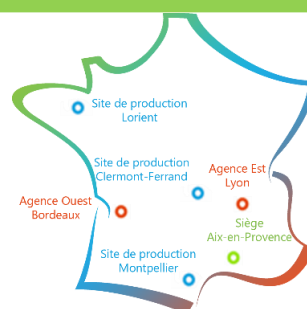 Site de production
Lorient
Site de production
Clermont-Ferrand
Agence Est
Lyon
Agence Ouest
Bordeaux
Siège
Aix-en-Provence
Site de production
Montpellier